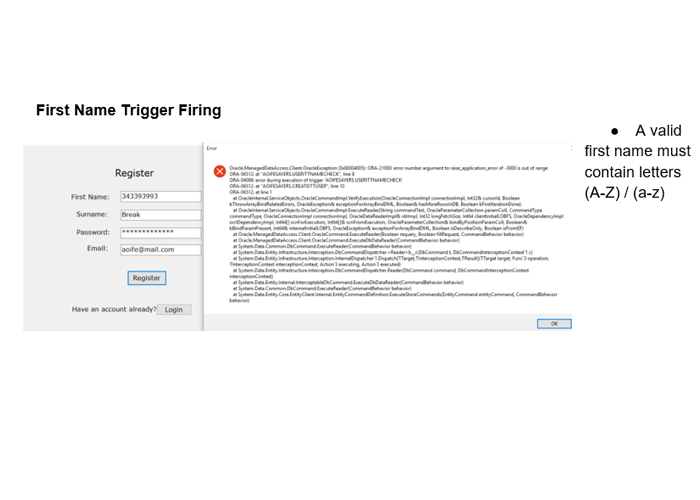 First Name Trigger Firing
● A valid
first name must
contain letters
(A-Z) / (a-z)
Register
First Name: 343393993
Surname: Break
Password: *************
Email: aoife@mail.com
Register
Have an account already? Login
Error
Oracle.ManagedDataAccess.Client.OracleException (0x80004005): ORA-21000: error number argument to raise_application_error of -3000 is out of range
ORA-06512: at "AOIFESAYERS.USERITTNAMECHECK", line 8
ORA-04088: error during execution of trigger 'AOIFESAYERS.USERITTNAMECHECK'
ORA-06512: at "AOIFESAYERS.CREATEITTUSER", line 10
ORA-06512: at line 1
at OracleInternal.ServiceObjects.OracleCommandImpl.VerifyExecution(OracleConnectionImpl connectionImpl, Int32& cursorId, Boolean
bThrowArrayBindRelatedErrors, OracleException& exceptionForArrayBindDML, Boolean& hasMoreRowsInDB, Boolean bFirstIterationDone)
at OracleInternal.ServiceObjects.OracleCommandImpl.ExecuteReader(String commandText, OracleParameterCollection paramColl, CommandType
commandType, OracleConnectionImpl connectionImpl, OracleDataReaderImpl& rdrImpl, Int32 longFetchSize, Int64 clientInitialLOBFS, OracleDependencyImpl
orclDependencyImpl, Int64[] scnForExecution, Int64[]& scnFromExecution, OracleParameterCollection& bindByPositionParamColl, Boolean&
bBindParamPresent, Int64& internalInitialLOBFS, OracleException& exceptionForArrayBindDML, Boolean isDescribeOnly, Boolean isFromEF)
at Oracle.ManagedDataAccess.Client.OracleCommand.ExecuteReader(Boolean requery, Boolean fillRequest, CommandBehavior behavior)
at Oracle.ManagedDataAccess.Client.OracleCommand.ExecuteDbDataReader(CommandBehavior behavior)
at System.Data.Common.DbCommand.ExecuteReader(CommandBehavior behavior)
at System.Data.Entity.Infrastructure.Interception.DbCommandDispatcher.<Reader>b__c(DbCommand t, DbCommandInterceptionContext`1 c)
at System.Data.Entity.Infrastructure.Interception.InternalDispatcher`1.Dispatch[TTarget,TInterceptionContext,TResult](TTarget target, Func`3 operation,
TInterceptionContext interceptionContext, Action`3 executing, Action`3 executed)
at System.Data.Entity.Infrastructure.Interception.DbCommandDispatcher.Reader(DbCommand command, DbCommandInterceptionContext
interceptionContext)
at System.Data.Entity.Internal.InterceptableDbCommand.ExecuteDbDataReader(CommandBehavior behavior)
at System.Data.Common.DbCommand.ExecuteReader(CommandBehavior behavior)
at System.Data.Entity.Core.EntityClient.Internal.EntityCommandDefinition.ExecuteStoreCommands(EntityCommand entityCommand, CommandBehavior
behavior)
OK